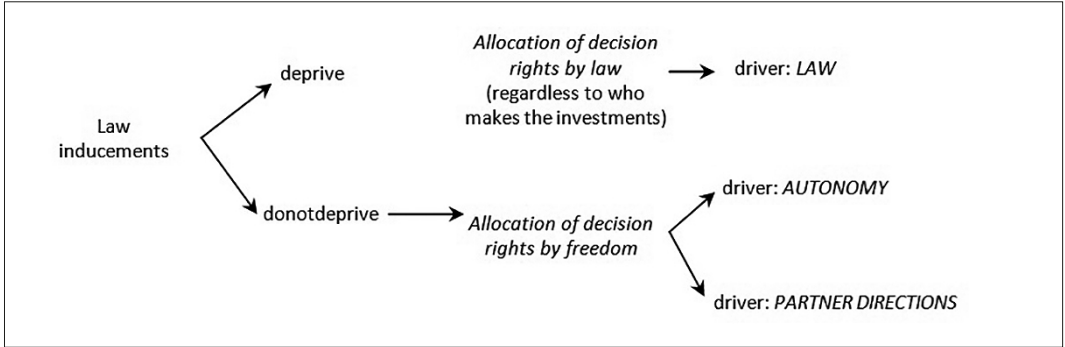 Law
inducements
deprive
Allocation of decision
rights by law
(regardless to who
makes the investments)
driver: LAW
donotdeprive
Allocation of decision
rights by freedom
driver: AUTONOMY
driver: PARTNER DIRECTIONS